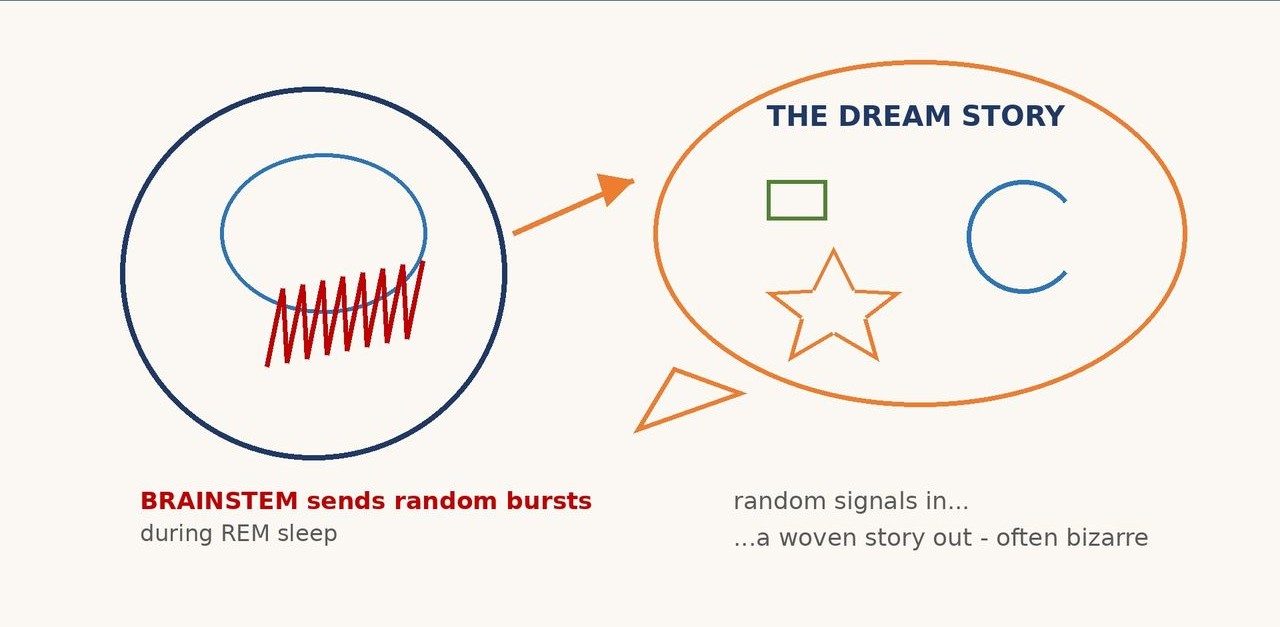 THE DREAM STORY
BRAINSTEM sends random bursts
during REM sleep
random signals in...
...a woven story out - often bizarre